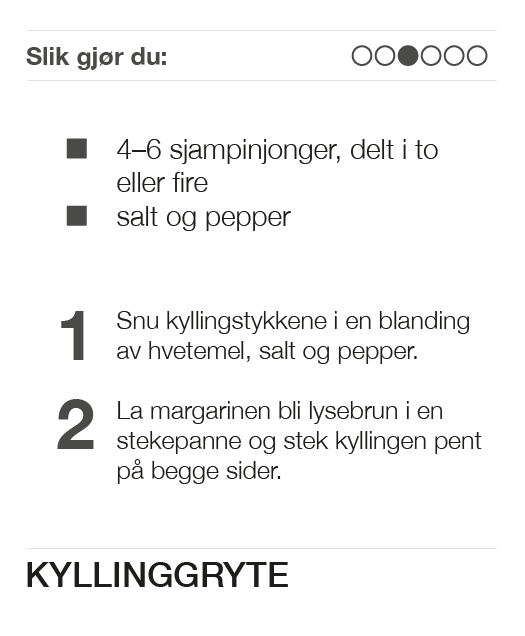 Slik gjør du:
4–6 sjampinjonger, delt i to
eller fire
salt og pepper
1 Snu kyllingstykkene i en blanding
av hvetemel, salt og pepper.
2 La margarinen bli lysebrun i en
stekepanne og stek kyllingen pent
på begge sider.
KYLLINGGRYTE